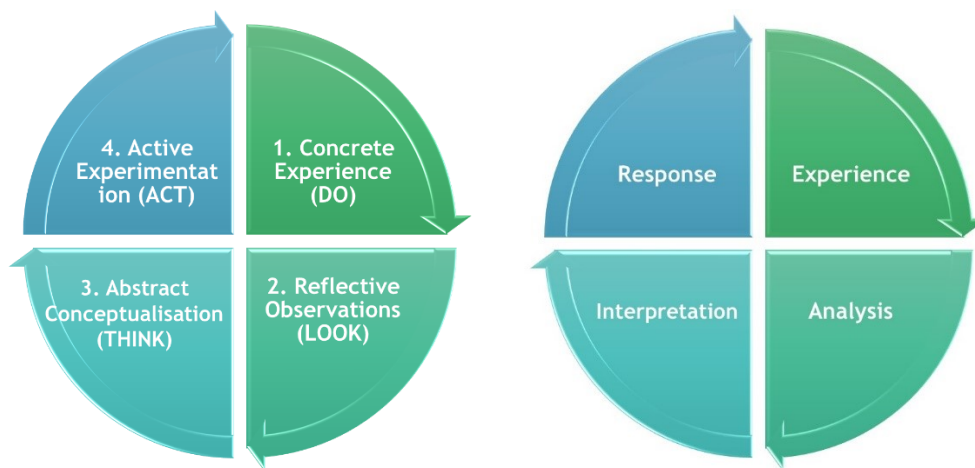 4. Active
Experimentat
ion (ACT)
1. Concrete
Experience
(DO)
3. Abstract
Conceptualisation
(THINK)
2. Reflective
Observations
(LOOK)
Response
Experience
Interpretation
Analysis